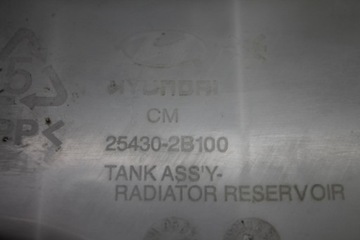 HYUNDAI
CM
25430-2B100
TANK ASS'Y-
RADIATOR RESERVOIR